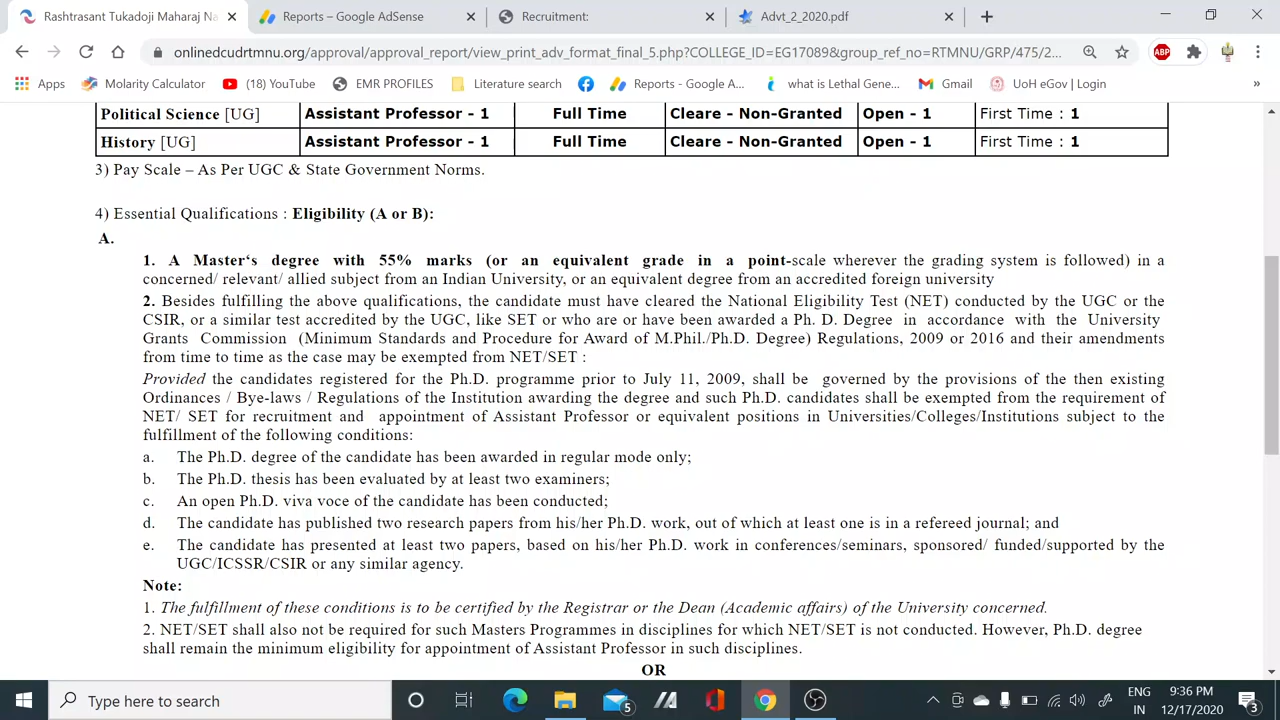 Rashtrasant Tukadoji Maharaj Na
Reports – Google AdSense
Recruitment:
Advt_2_2020.pdf
onlinedcudrtmnu.org/approval/approval_report/view_print_adv_format_final_5.php?COLLEGE_ID=EG17089&group_ref_no=RTMNU/GRP/475/2...
ABP
Apps
Molarity Calculator
(18) YouTube
EMR PROFILES
Literature search
Reports - Google A...
what is Lethal Gene...
Gmail
UoH eGov | Login
»
Political Science [UG] Assistant Professor - 1 Full Time Cleare - Non-Granted Open - 1 First Time : 1
History [UG] Assistant Professor - 1 Full Time Cleare - Non-Granted Open - 1 First Time : 1
3) Pay Scale – As Per UGC & State Government Norms.
4) Essential Qualifications : Eligibility (A or B):
A.
1. A Master‘s degree with 55% marks (or an equivalent grade in a point-scale wherever the grading system is followed) in a
concerned/ relevant/ allied subject from an Indian University, or an equivalent degree from an accredited foreign university
2. Besides fulfilling the above qualifications, the candidate must have cleared the National Eligibility Test (NET) conducted by the UGC or the
CSIR, or a similar test accredited by the UGC, like SET or who are or have been awarded a Ph. D. Degree in accordance with the University
Grants Commission (Minimum Standards and Procedure for Award of M.Phil./Ph.D. Degree) Regulations, 2009 or 2016 and their amendments
from time to time as the case may be exempted from NET/SET :
Provided the candidates registered for the Ph.D. programme prior to July 11, 2009, shall be governed by the provisions of the then existing
Ordinances / Bye-laws / Regulations of the Institution awarding the degree and such Ph.D. candidates shall be exempted from the requirement of
NET/ SET for recruitment and appointment of Assistant Professor or equivalent positions in Universities/Colleges/Institutions subject to the
fulfillment of the following conditions:
a. The Ph.D. degree of the candidate has been awarded in regular mode only;
b. The Ph.D. thesis has been evaluated by at least two examiners;
c. An open Ph.D. viva voce of the candidate has been conducted;
d. The candidate has published two research papers from his/her Ph.D. work, out of which at least one is in a refereed journal; and
e. The candidate has presented at least two papers, based on his/her Ph.D. work in conferences/seminars, sponsored/ funded/supported by the
UGC/ICSSR/CSIR or any similar agency.
Note:
1. The fulfillment of these conditions is to be certified by the Registrar or the Dean (Academic affairs) of the University concerned.
2. NET/SET shall also not be required for such Masters Programmes in disciplines for which NET/SET is not conducted. However, Ph.D. degree
shall remain the minimum eligibility for appointment of Assistant Professor in such disciplines.
OR
Type here to search
5
ENG
IN
9:36 PM
12/17/2020
3